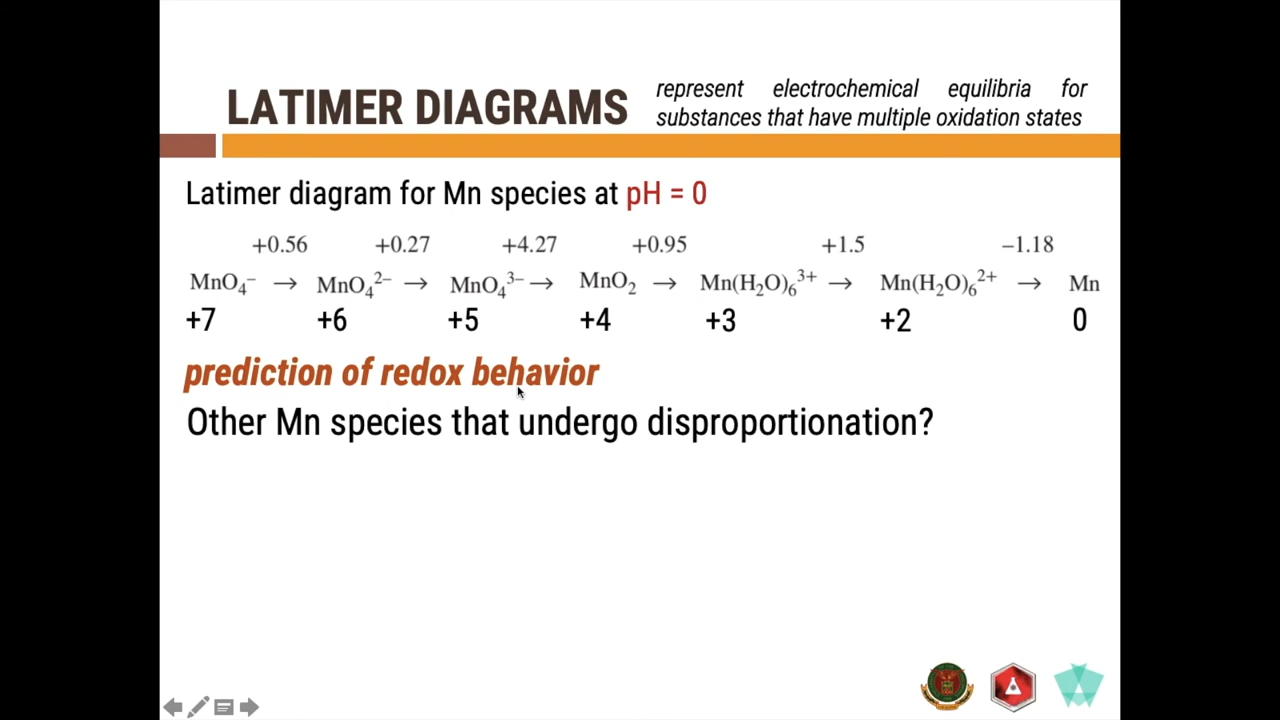 LATIMER DIAGRAMS
represent electrochemical equilibria for
substances that have multiple oxidation states
Latimer diagram for Mn species at pH = 0
+0.56 +0.27 +4.27 +0.95 +1.5 –1.18
MnO₄⁻ → MnO₄²⁻ → MnO₄³⁻ → MnO₂ → Mn(H₂O)₆³⁺ → Mn(H₂O)₆²⁺ → Mn
+7 +6 +5 +4 +3 +2 0
prediction of redox behavior
Other Mn species that undergo disproportionation?